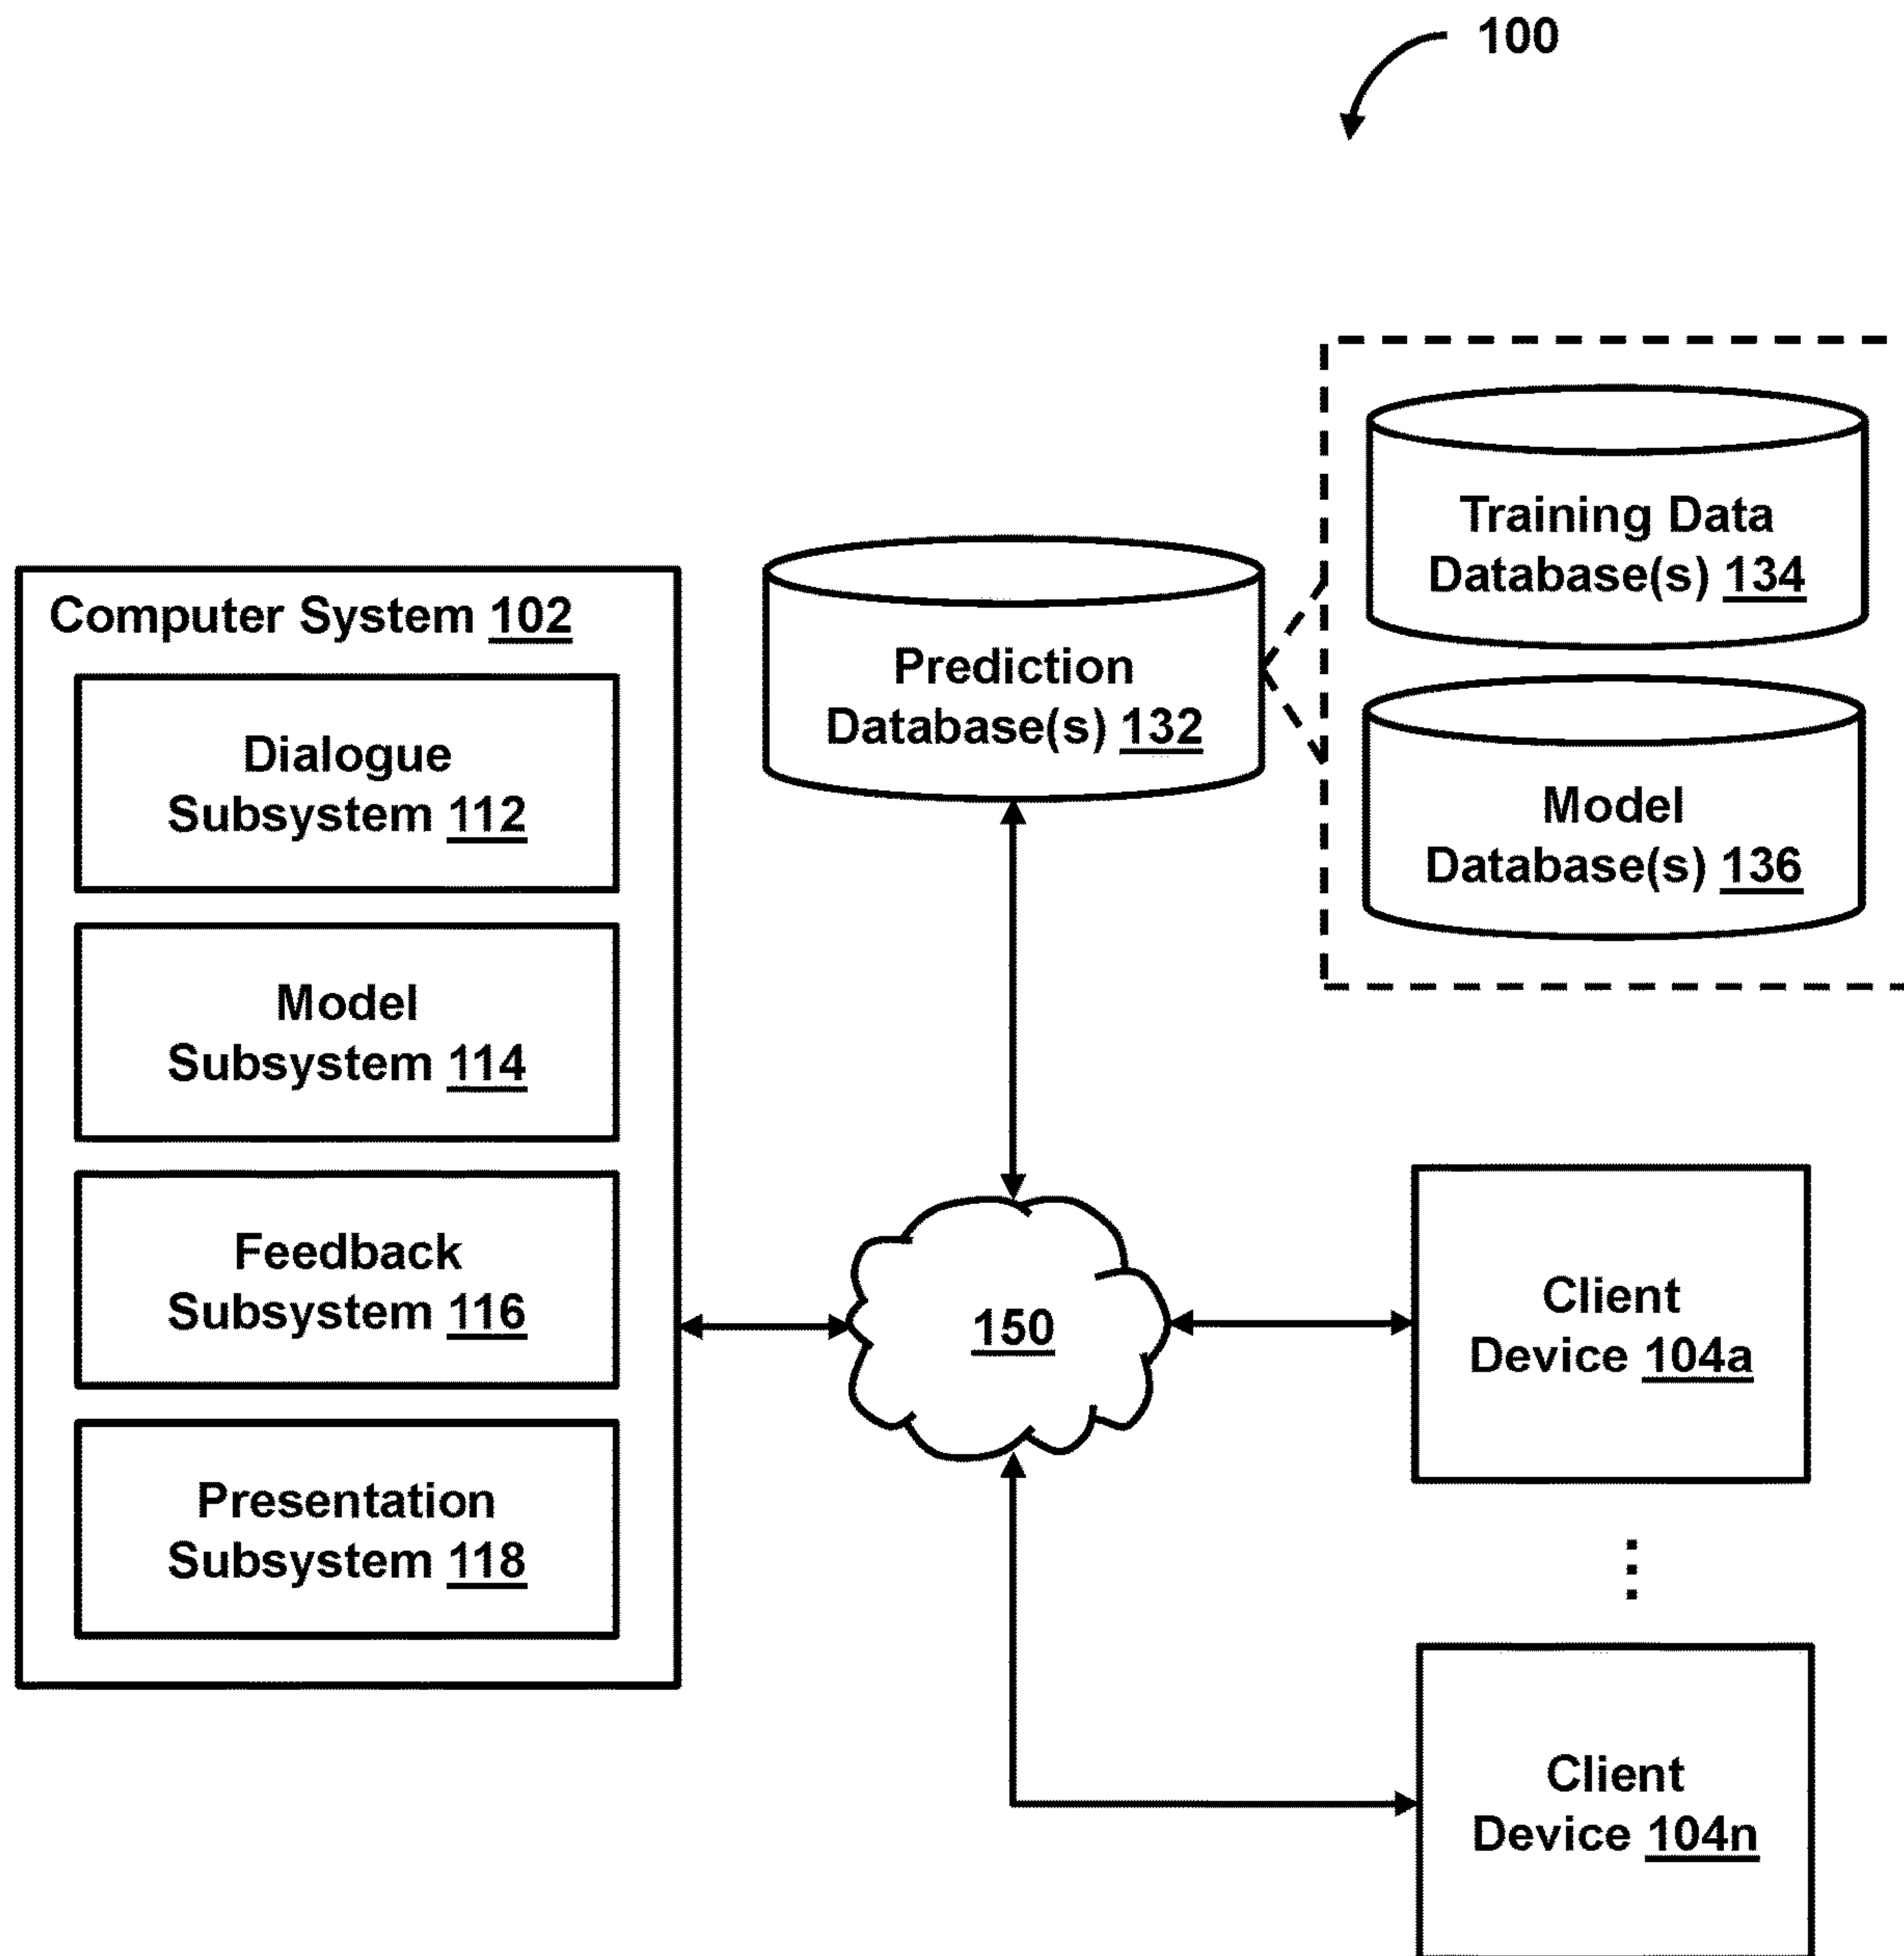 100
Computer System 102
Dialogue
Subsystem 112
Model
Subsystem 114
Feedback
Subsystem 116
Presentation
Subsystem 118
Prediction
Database(s) 132
Training Data
Database(s) 134
Model
Database(s) 136
150
Client
Device 104a
⋮
Client
Device 104n